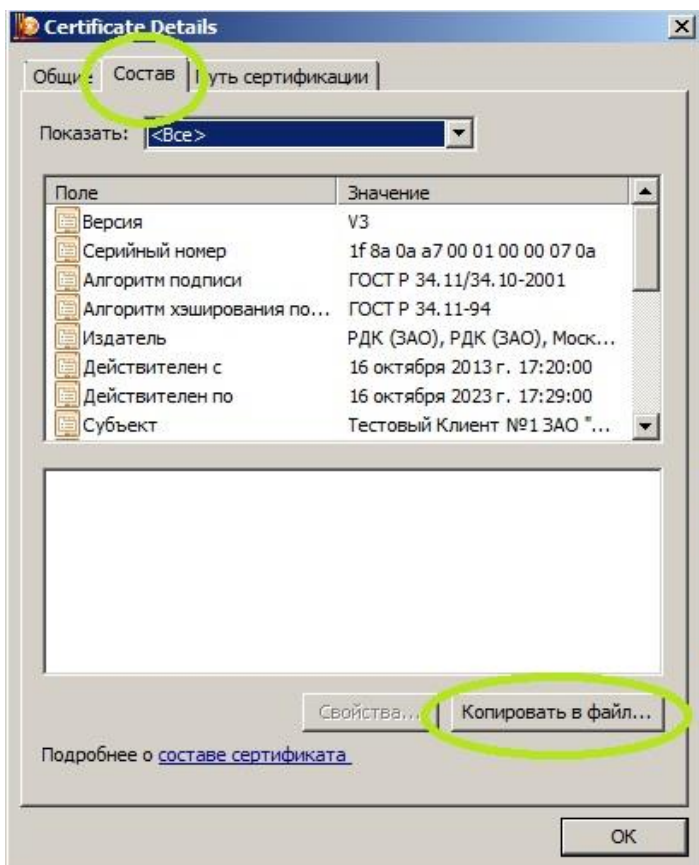 Certificate Details
Общие Состав Путь сертификации
Показать: <Все>
Поле Значение
Версия V3
Серийный номер 1f 8a 0a a7 00 01 00 00 07 0a
Алгоритм подписи ГОСТ Р 34.11/34.10-2001
Алгоритм хэширования по... ГОСТ Р 34.11-94
Издатель РДК (ЗАО), РДК (ЗАО), Моск...
Действителен с 16 октября 2013 г. 17:20:00
Действителен по 16 октября 2023 г. 17:29:00
Субъект Тестовый Клиент №1 ЗАО "...
Свойства... Копировать в файл...
Подробнее о составе сертификата
ОК